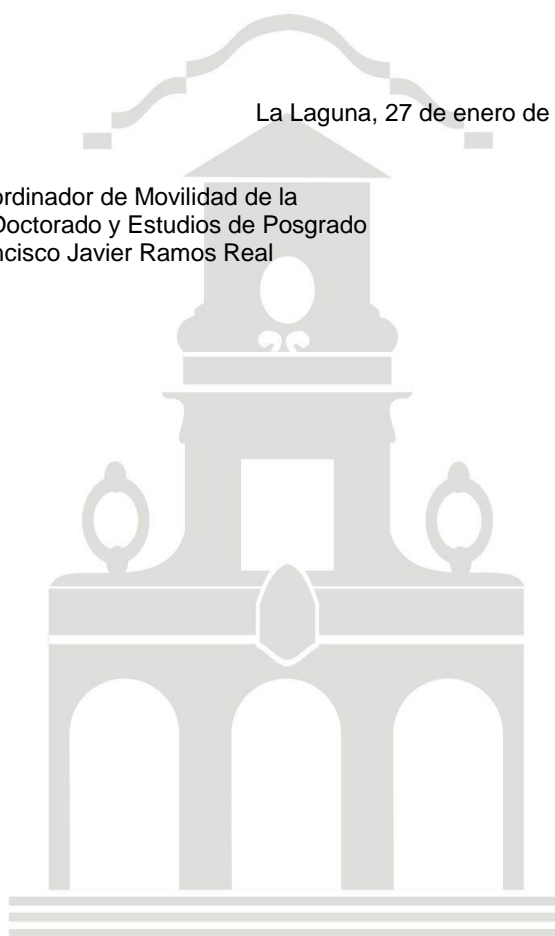 La Laguna, 27 de enero de
ordinador de Movilidad de la
Doctorado y Estudios de Posgrado
ncisco Javier Ramos Real